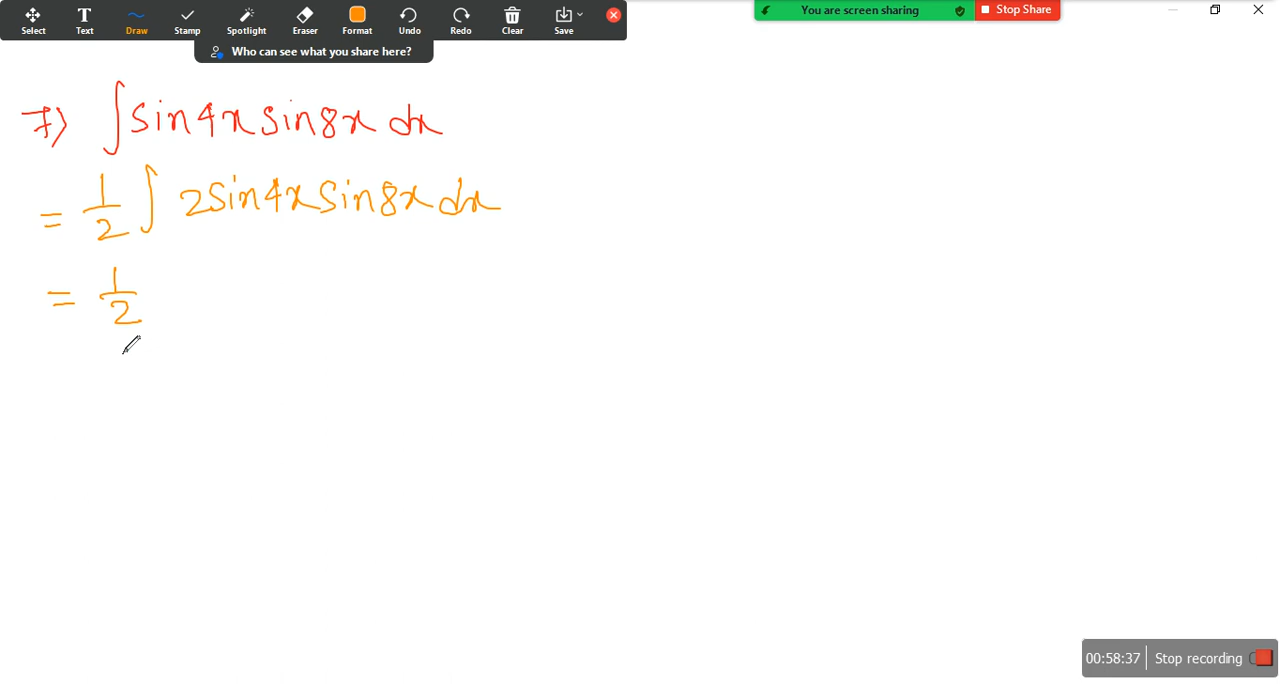 Select Text Draw Stamp Spotlight Eraser Format Undo Redo Clear Save
You are screen sharing Stop Share
Who can see what you share here?
7) ∫ sin4x sin8x dx
= 1/2 ∫ 2sin4x sin8x dx
= 1/2
00:58:37 Stop recording